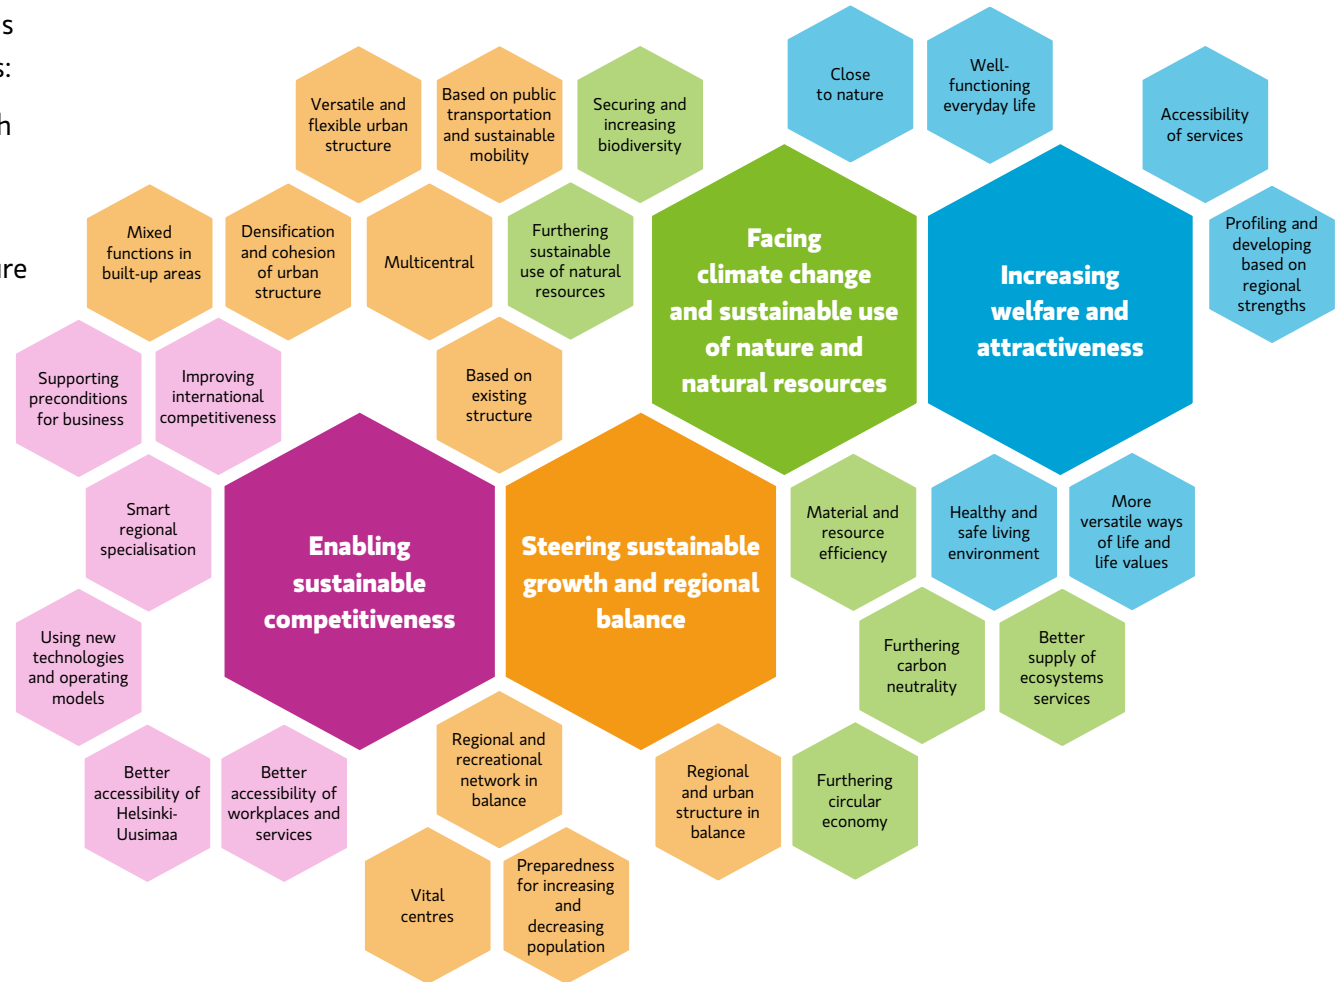 s
s:
h
ure
Close
to nature
Well-
functioning
everyday life
Accessibility
of services
Versatile and
flexible urban
structure
Based on public
transportation
and sustainable
mobility
Securing and
increasing
biodiversity
Mixed
functions in
built-up areas
Densification
and cohesion
of urban
structure
Multicentral
Furthering
sustainable
use of natural
resources
Facing
climate change
and sustainable use
of nature and
natural resources
Increasing
welfare and
attractiveness
Profiling and
developing
based on
regional
strengths
Supporting
preconditions
for business
Improving
international
competitiveness
Based on
existing
structure
Smart
regional
specialisation
Enabling
sustainable
competitiveness
Steering sustainable
growth and regional
balance
Material and
resource
efficiency
Healthy and
safe living
environment
More
versatile ways
of life and
life values
Using new
technologies
and operating
models
Furthering
carbon
neutrality
Better
supply of
ecosystems
services
Better
accessibility of
Helsinki-
Uusimaa
Better
accessibility of
workplaces and
services
Regional and
recreational
network in
balance
Regional
and urban
structure in
balance
Furthering
circular
economy
Vital
centres
Preparedness
for increasing
and
decreasing
population